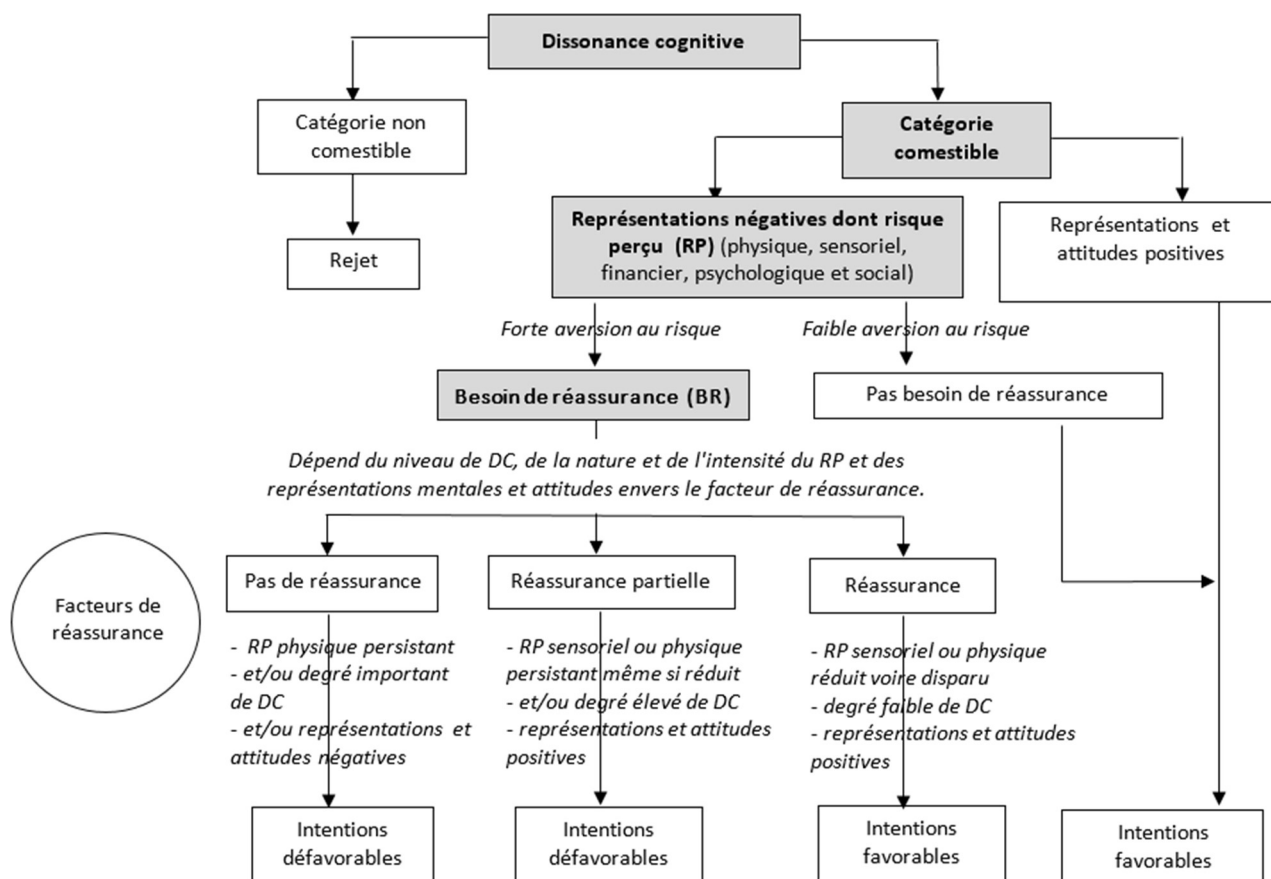 Dissonance cognitive
Catégorie non
comestible
Catégorie
comestible
Rejet
Représentations négatives dont risque
perçu (RP) (physique, sensoriel,
financier, psychologique et social)
Représentations et
attitudes positives
Forte aversion au risque
Faible aversion au risque
Besoin de réassurance (BR)
Pas besoin de réassurance
Dépend du niveau de DC, de la nature et de l'intensité du RP et des
représentations mentales et attitudes envers le facteur de réassurance.
Facteurs de
réassurance
Pas de réassurance
Réassurance partielle
Réassurance
- RP physique persistant
- et/ou degré important
de DC
- et/ou représentations et
attitudes négatives
- RP sensoriel ou physique
persistant même si réduit
- et/ou degré élevé de DC
- représentations et attitudes
positives
- RP sensoriel ou physique
réduit voire disparu
- degré faible de DC
- représentations et attitudes
positives
Intentions
défavorables
Intentions
défavorables
Intentions
favorables
Intentions
favorables